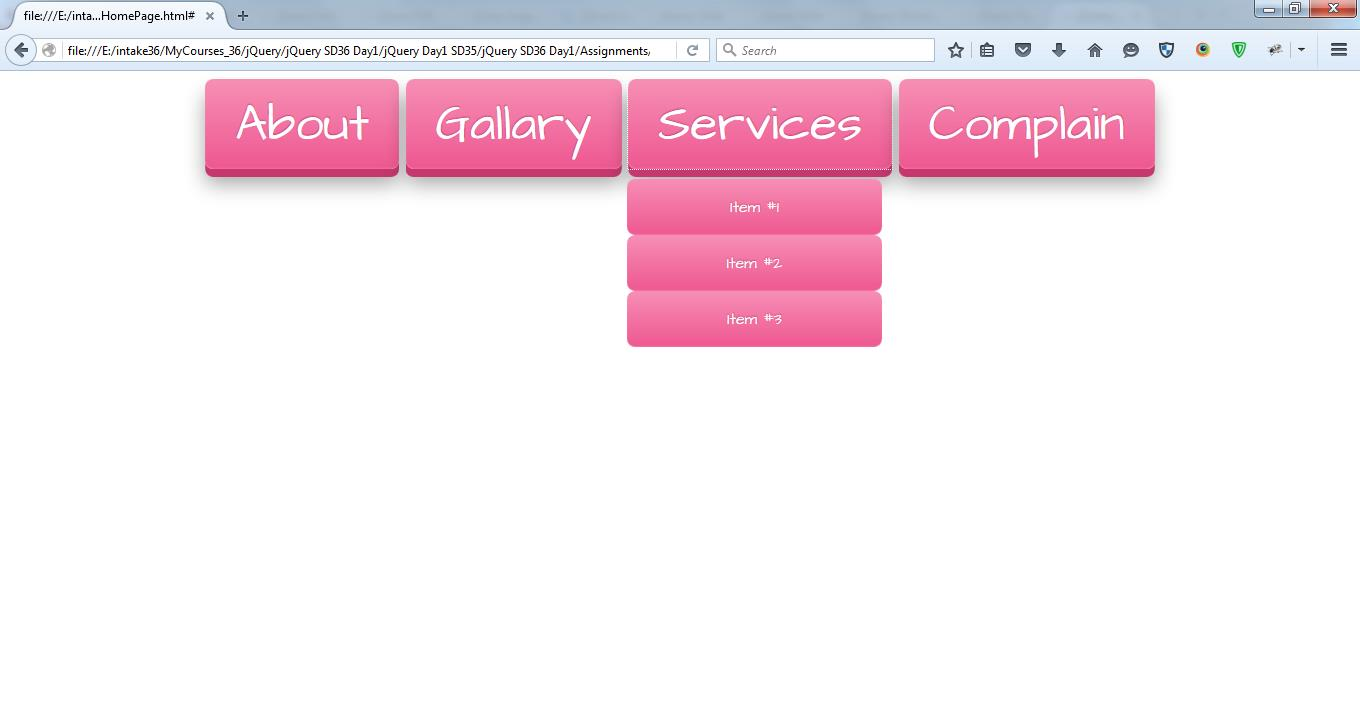 file:///E:/inta...HomePage.html#
file:///E:/intake36/MyCourses_36/jQuery/jQuery SD36 Day1/jQuery Day1 SD35/jQuery SD36 Day1/Assignments/
Search
About Gallary Services Complain
Item #1
Item #2
Item #3